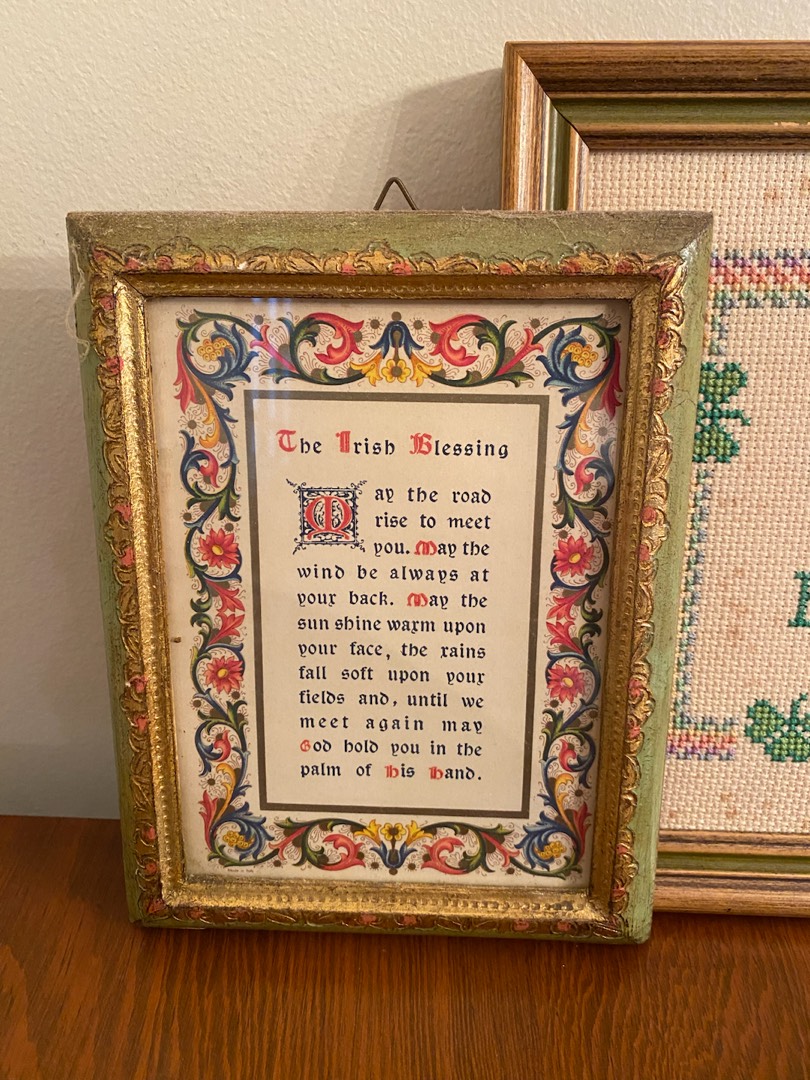 The Irish Blessing
May the road
rise to meet
you. May the
wind be always at
your back. May the
sun shine warm upon
your face, the rains
fall soft upon your
fields and, until we
meet again may
God hold you in the
palm of his hand.